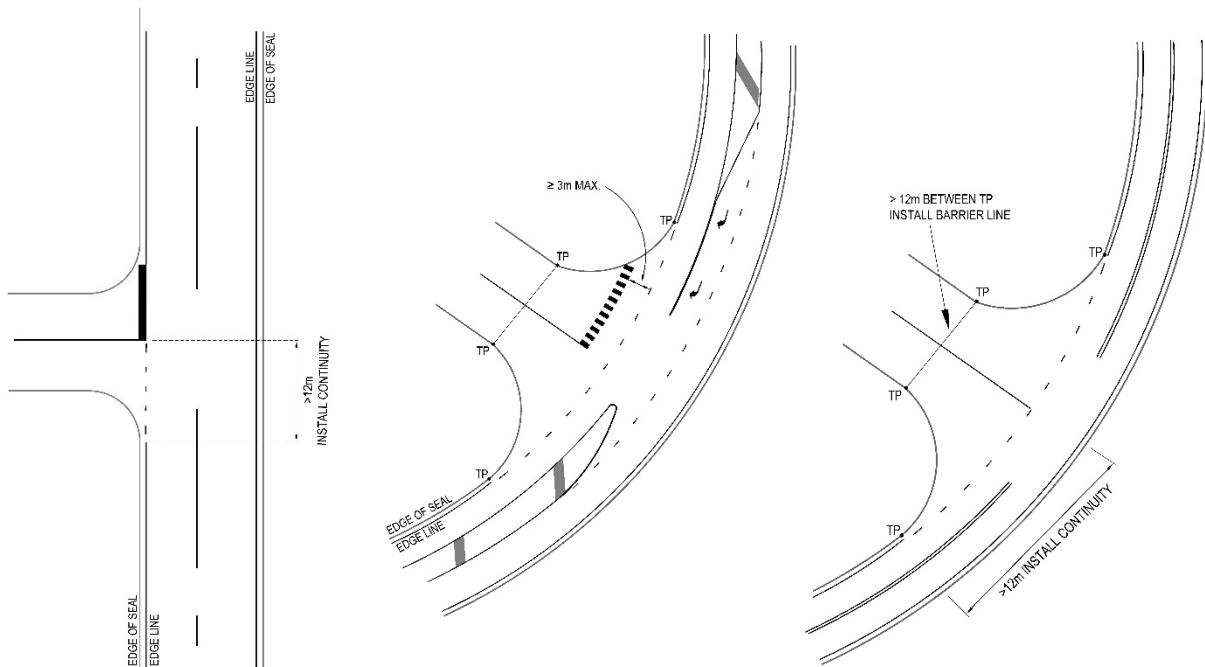 EDGE LINE
EDGE OF SEAL
>12m
INSTALL CONTINUITY
EDGE OF SEAL
EDGE LINE
≥ 3m MAX.
TP
TP
TP
TP
EDGE OF SEAL
EDGE LINE
> 12m BETWEEN TP
INSTALL BARRIER LINE
TP
TP
TP
TP
>12m INSTALL CONTINUITY